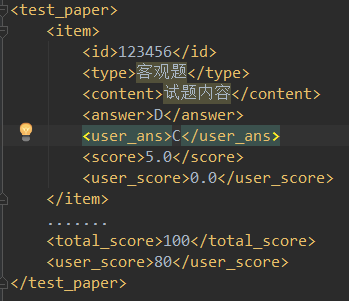 <test_paper>
<item>
<id>123456</id>
<type>客观题</type>
<content>试题内容</content>
<answer>D</answer>
<user_ans>C</user_ans>
<score>5.0</score>
<user_score>0.0</user_score>
</item>
.......
<total_score>100</total_score>
<user_score>80</user_score>
</test_paper>